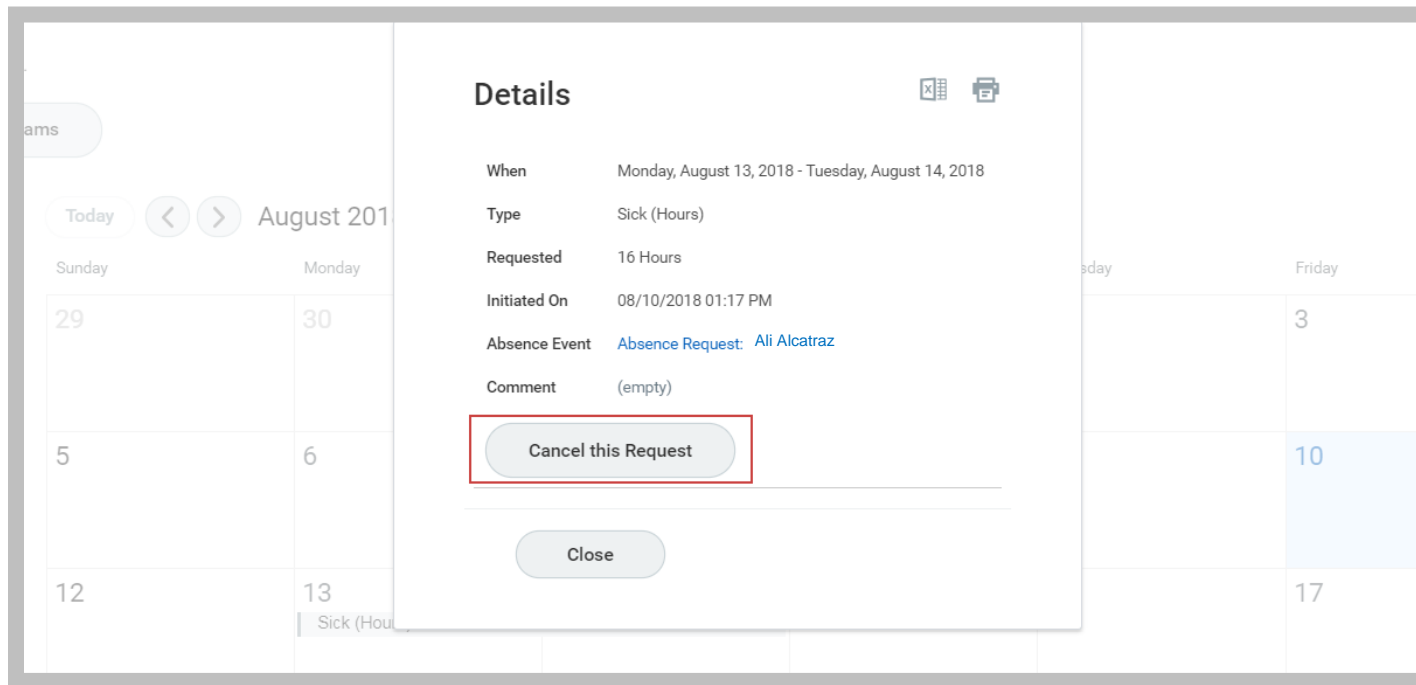 Details
ams
When Monday, August 13, 2018 - Tuesday, August 14, 2018
Type Sick (Hours)
Today August 201
Requested 16 Hours
Sunday Monday sday Friday
Initiated On 08/10/2018 01:17 PM
29 30 3
Absence Event Absence Request: Ali Alcatraz
Comment (empty)
Cancel this Request
5 6 10
Close
12 13 17
Sick (Hou